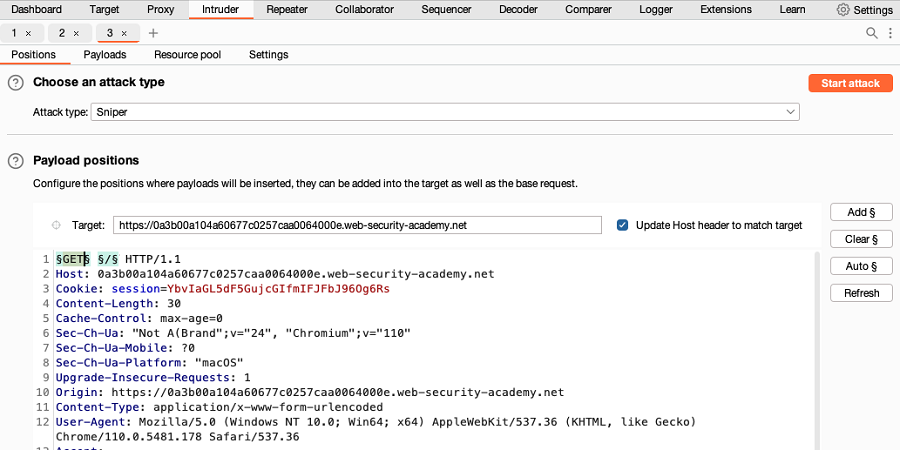 Dashboard Target Proxy Intruder Repeater Collaborator Sequencer Decoder Comparer Logger Extensions Learn Settings
1 × 2 × 3 × +
Positions Payloads Resource pool Settings
? Choose an attack type Start attack
Attack type: Sniper
? Payload positions
Configure the positions where payloads will be inserted, they can be added into the target as well as the base request.
Target: https://0a3b00a104a60677c0257caa0064000e.web-security-academy.net Update Host header to match target
Add §
Clear §
Auto §
Refresh
1 §GET§ §/§ HTTP/1.1
2 Host: 0a3b00a104a60677c0257caa0064000e.web-security-academy.net
3 Cookie: session=YbvIaGL5dF5GujcGIfmIFJFbJ96Og6Rs
4 Content-Length: 30
5 Cache-Control: max-age=0
6 Sec-Ch-Ua: "Not A(Brand";v="24", "Chromium";v="110"
7 Sec-Ch-Ua-Mobile: ?0
8 Sec-Ch-Ua-Platform: "macOS"
9 Upgrade-Insecure-Requests: 1
10 Origin: https://0a3b00a104a60677c0257caa0064000e.web-security-academy.net
11 Content-Type: application/x-www-form-urlencoded
12 User-Agent: Mozilla/5.0 (Windows NT 10.0; Win64; x64) AppleWebKit/537.36 (KHTML, like Gecko)
Chrome/110.0.5481.178 Safari/537.36